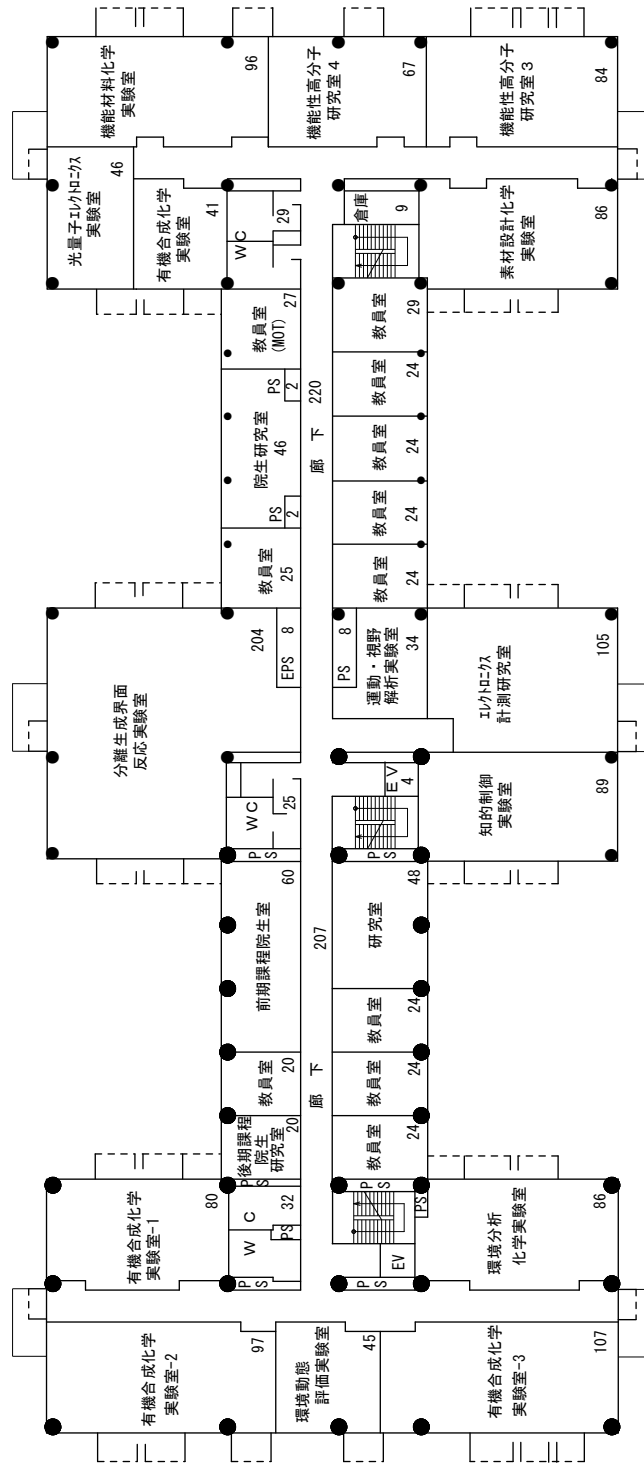 機能材料化学
実験室
96
機能性高分子
研究室４
67
機能性高分子
研究室３
84
光量子ｴﾚｸﾄﾛﾆｸｽ
実験室
46
有機合成化学
実験室
41
ＷＣ
29
倉庫
9
素材設計化学
実験室
86
教員室
(MOT)
27
PS
2
院生研究室
46
PS
2
教員室
25
廊 下
220
教員室
29
教員室
24
教員室
24
教員室
24
教員室
24
分離生成界面
反応実験室
204
EPS
8
PS
8
運動・視野
解析実験室
34
ｴﾚｸﾄﾛﾆｸｽ
計測研究室
105
ＷＣ
25
ＰＳ
ＥＶ
4
ＰＳ
知的制御
実験室
89
前期課程院生室
60
教員室
20
後期課程
院生
研究室
20
廊 下
207
研究室
48
教員室
24
教員室
24
教員室
24
有機合成化学
実験室-1
80
ＰＳ
Ｗ Ｃ
32
PS
ＰＳ
ＰＳ
PS
EV
ＰＳ
環境分析
化学実験室
86
有機合成化学
実験室-2
97
環境動態
評価実験室
45
有機合成化学
実験室-3
107